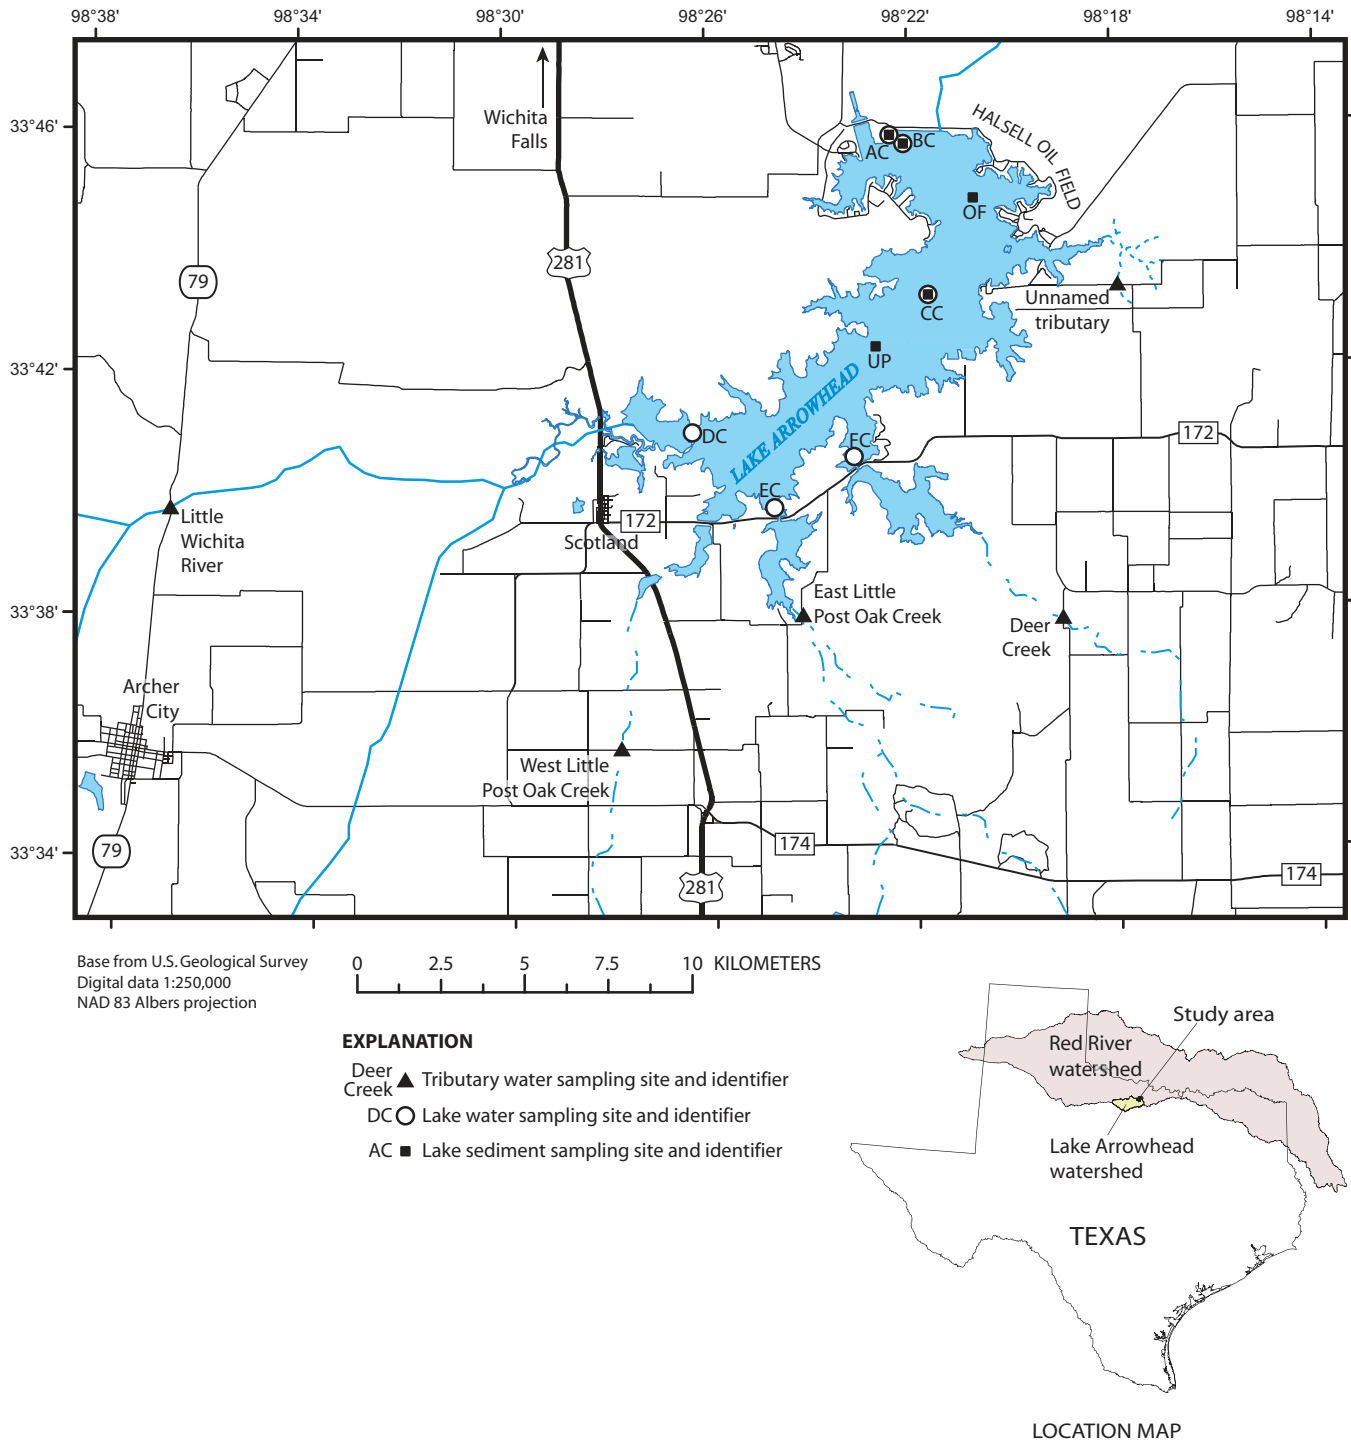 98°38' 98°34' 98°30' 98°26' 98°22' 98°18' 98°14'
33°46'
33°42'
33°38'
33°34'
Wichita
Falls
HALSELL OIL FIELD
AC
BC
OF
281
79
Unnamed
tributary
CC
UP
LAKE ARROWHEAD
DC
FC
172
EC
Little
Wichita
River
172
Scotland
East Little
Post Oak Creek
Deer
Creek
Archer
City
West Little
Post Oak Creek
79
174
281
174
Base from U.S. Geological Survey
Digital data 1:250,000
NAD 83 Albers projection
0 2.5 5 7.5 10 KILOMETERS
EXPLANATION
Deer
Creek
Tributary water sampling site and identifier
DC Lake water sampling site and identifier
AC Lake sediment sampling site and identifier
Study area
Red River
watershed
Lake Arrowhead
watershed
TEXAS
LOCATION MAP